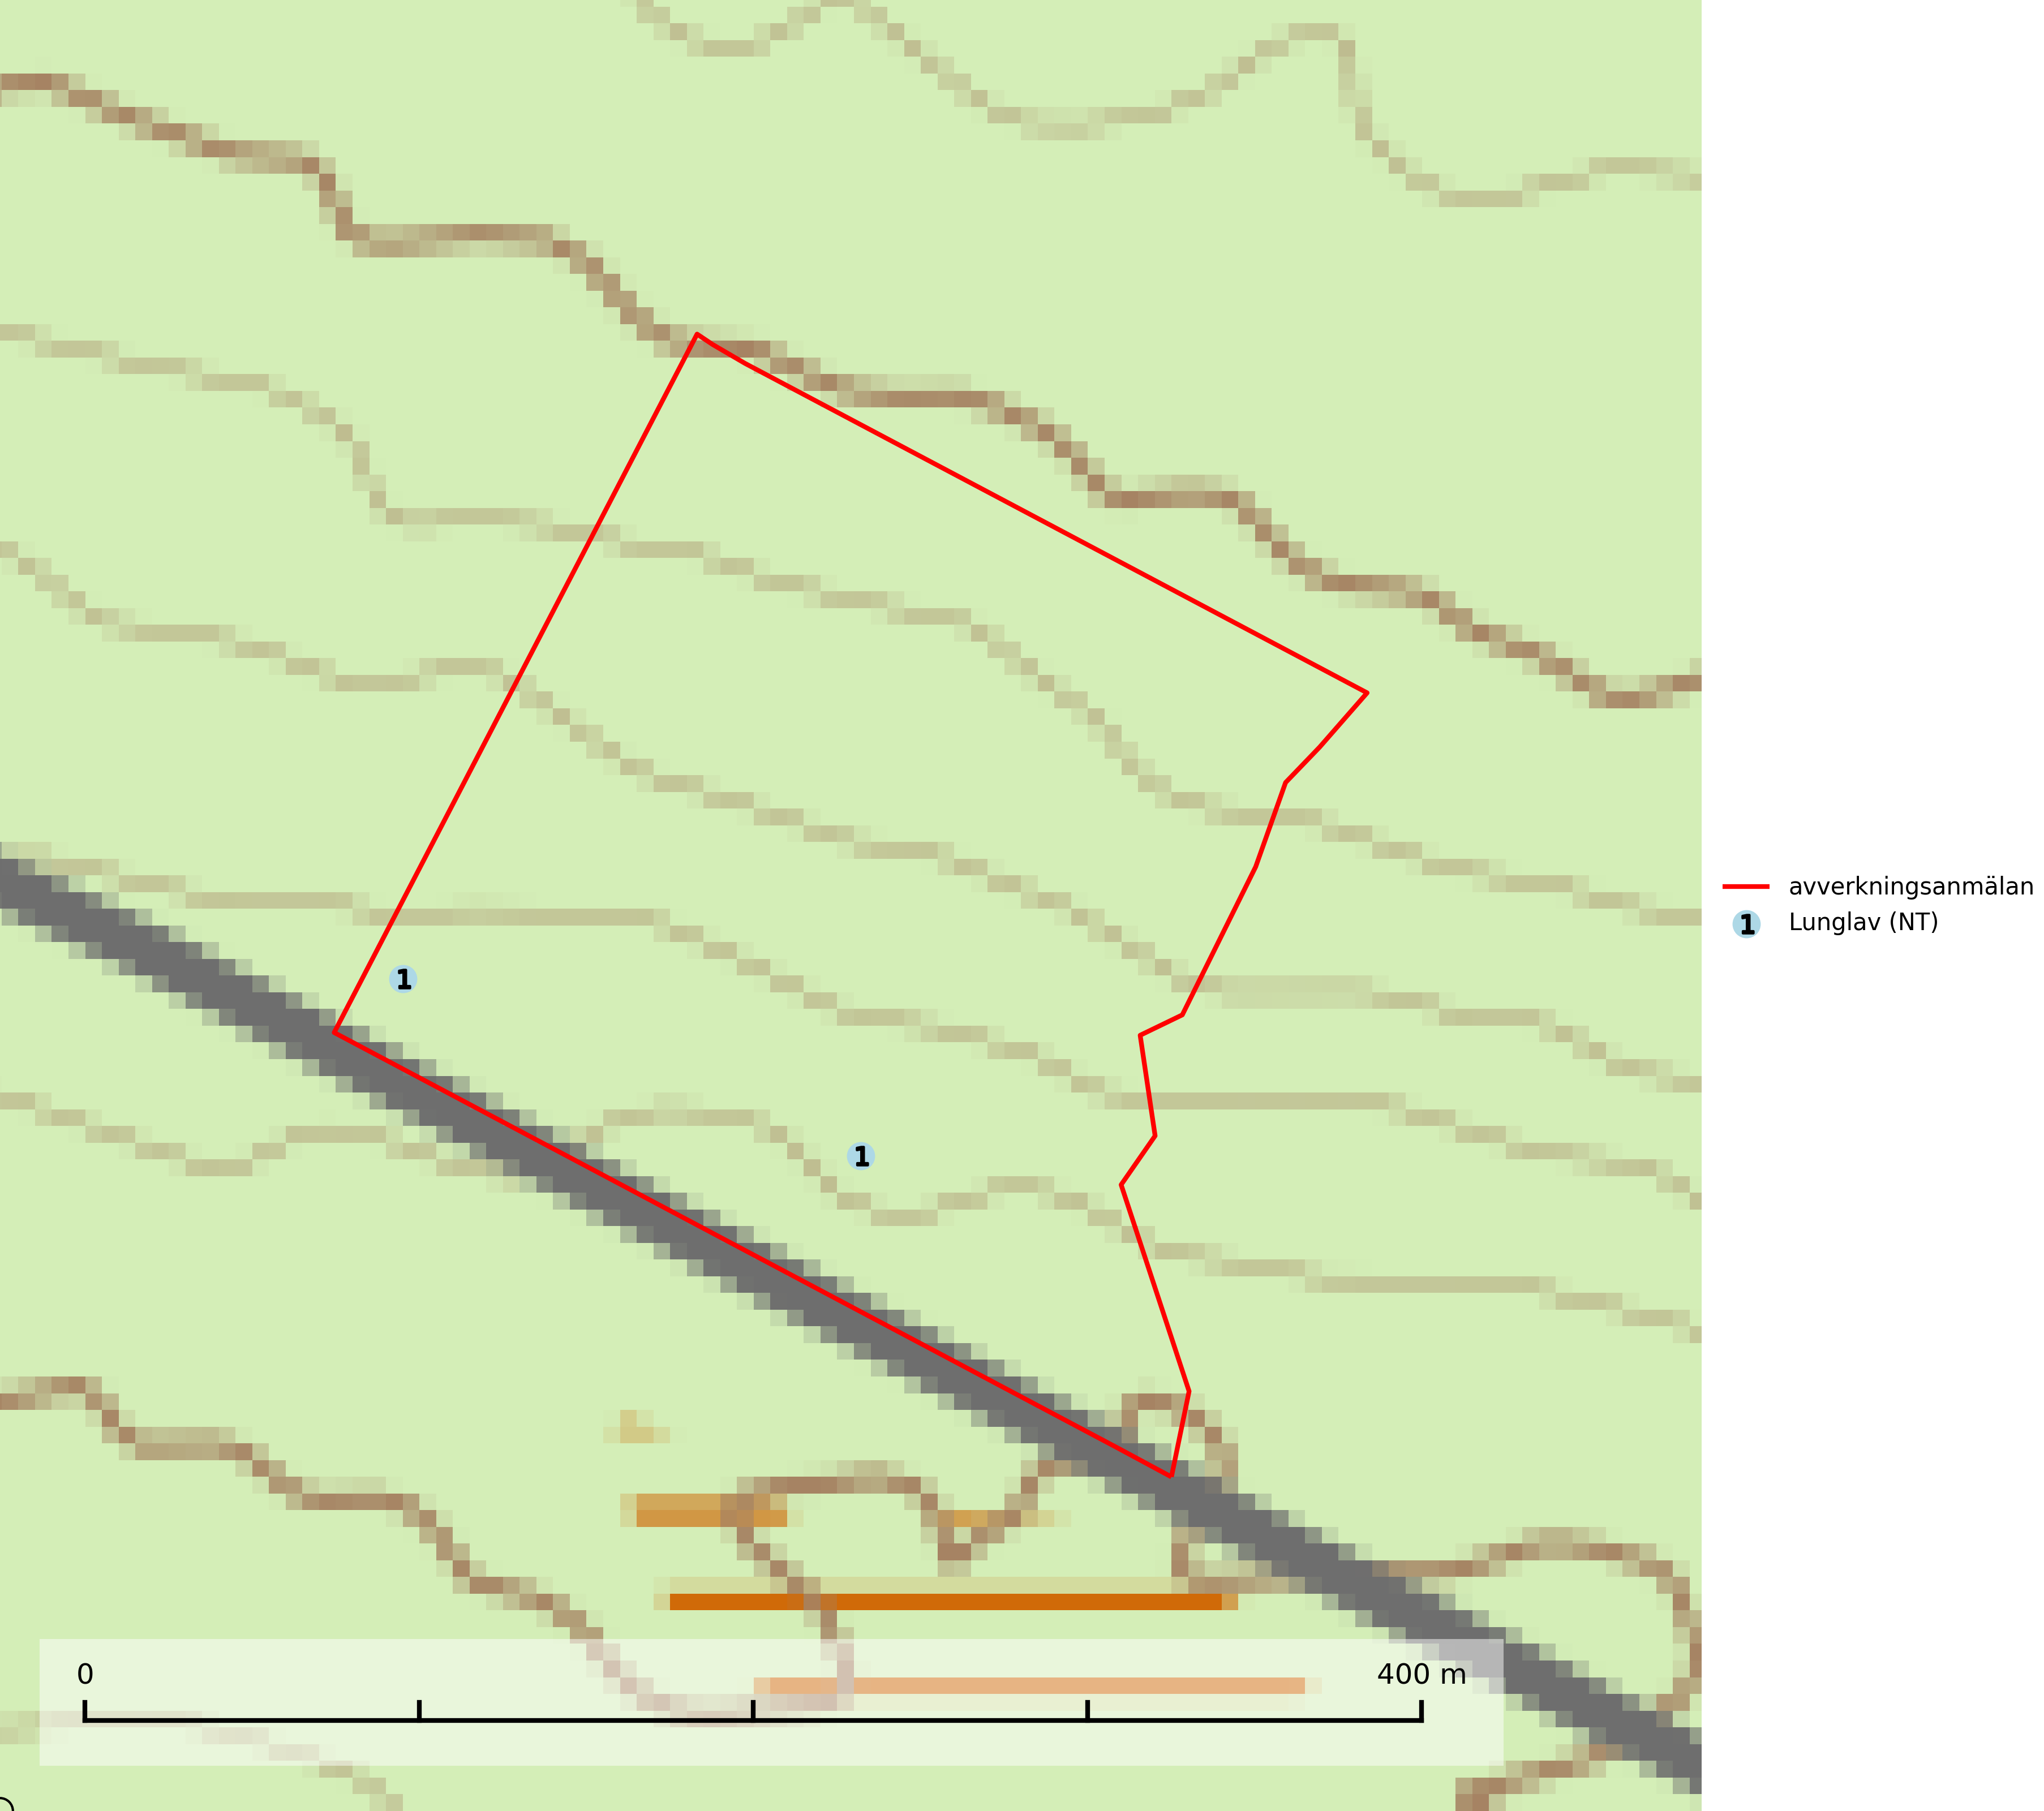 1
1
avverkningsanmälan
1 Lunglav (NT)
0 400 m